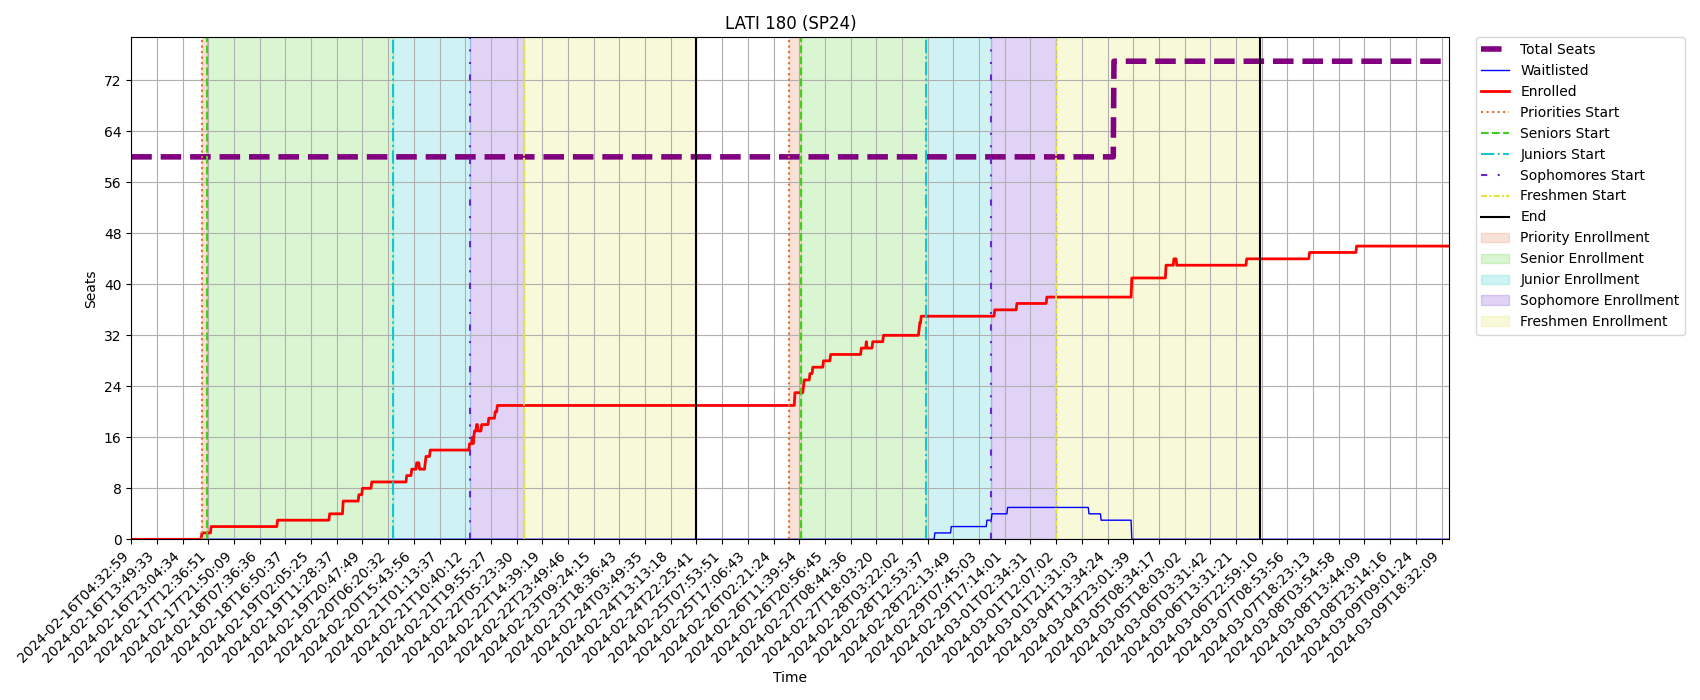 LATI 180 (SP24)
Seats
72
64
56
48
40
32
24
16
8
0
2024-02-16T04:32:59
2024-02-16T13:49:33
2024-02-16T23:04:34
2024-02-17T12:36:51
2024-02-17T21:50:09
2024-02-18T07:36:36
2024-02-18T16:50:37
2024-02-19T02:05:25
2024-02-19T11:28:37
2024-02-19T20:47:49
2024-02-20T06:20:32
2024-02-20T15:43:56
2024-02-21T01:13:37
2024-02-21T10:40:12
2024-02-21T19:55:27
2024-02-22T05:23:30
2024-02-22T14:39:19
2024-02-22T23:49:46
2024-02-23T09:24:15
2024-02-23T18:36:43
2024-02-24T03:49:35
2024-02-24T13:13:18
2024-02-24T22:25:41
2024-02-25T07:53:51
2024-02-25T17:06:43
2024-02-26T02:21:24
2024-02-26T11:39:54
2024-02-26T20:56:45
2024-02-27T08:44:36
2024-02-27T18:03:20
2024-02-28T03:22:02
2024-02-28T12:53:37
2024-02-28T22:13:49
2024-02-29T07:45:03
2024-02-29T17:14:01
2024-03-01T02:34:31
2024-03-01T12:07:02
2024-03-01T21:31:03
2024-03-04T13:34:24
2024-03-04T23:01:39
2024-03-05T08:34:17
2024-03-05T18:03:02
2024-03-06T03:31:42
2024-03-06T13:31:21
2024-03-06T22:59:10
2024-03-07T08:53:56
2024-03-07T18:23:13
2024-03-08T03:54:58
2024-03-08T13:44:09
2024-03-08T23:14:16
2024-03-09T09:01:24
2024-03-09T18:32:09
Time
Total Seats
Waitlisted
Enrolled
Priorities Start
Seniors Start
Juniors Start
Sophomores Start
Freshmen Start
End
Priority Enrollment
Senior Enrollment
Junior Enrollment
Sophomore Enrollment
Freshmen Enrollment